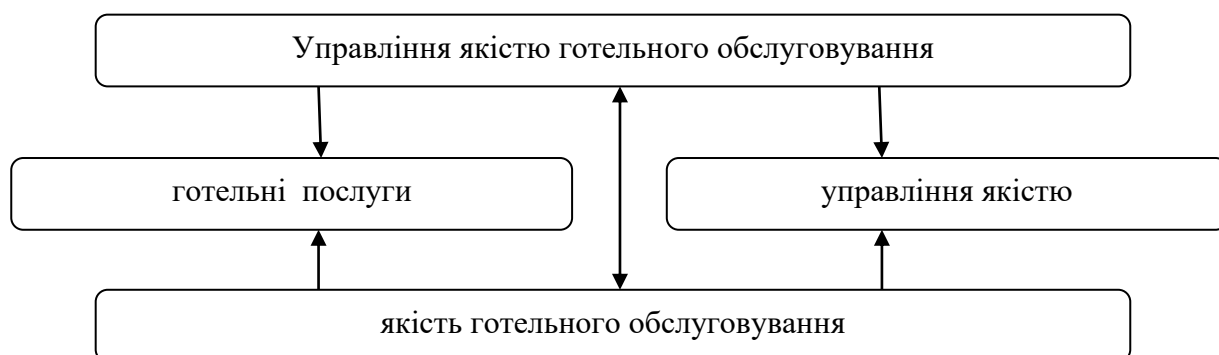 Управління якістю готельного обслуговування
готельні послуги
управління якістю
якість готельного обслуговування